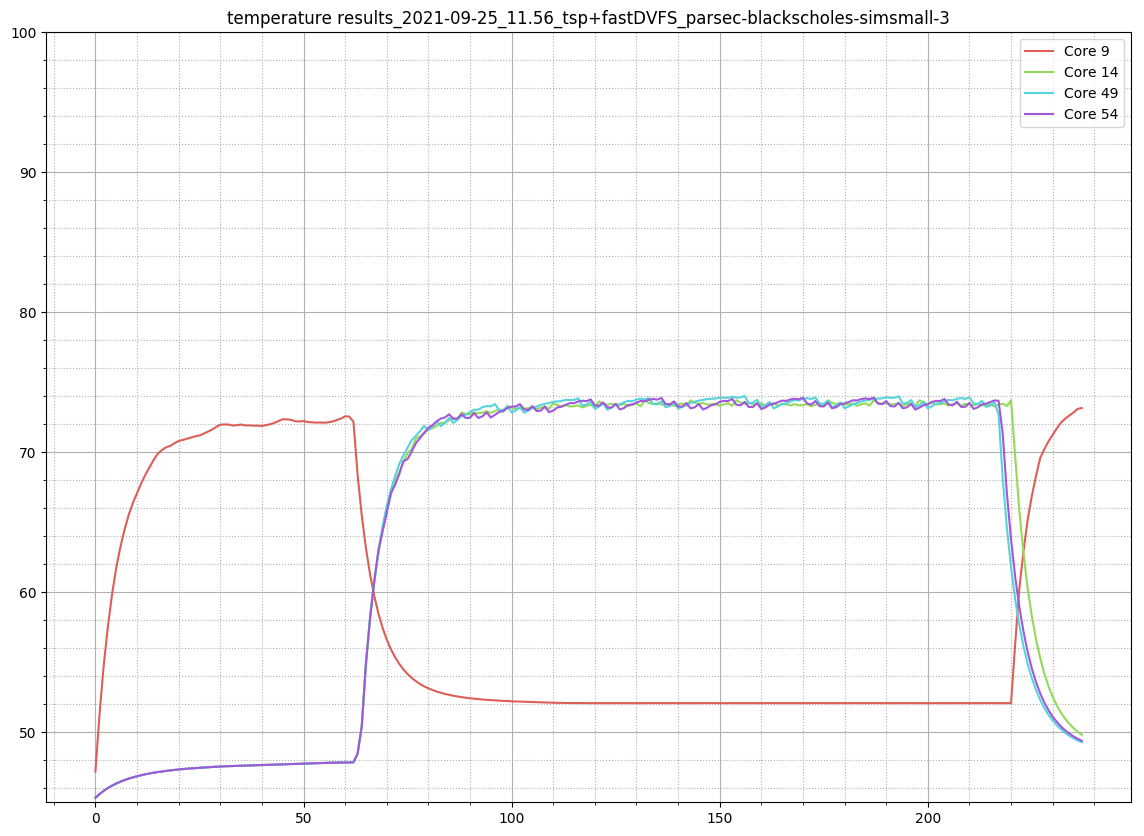 temperature results_2021-09-25_11.56_tsp+fastDVFS_parsec-blackscholes-simsmall-3
100
90
80
70
60
50
0
50
100
150
200
Core 9
Core 14
Core 49
Core 54